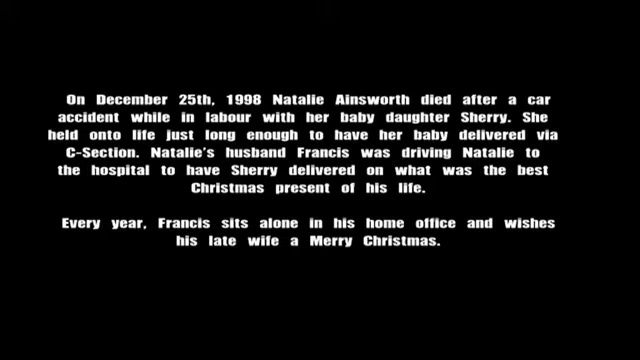 On December 25th, 1998 Natalie Ainsworth died after a car
accident while in labour with her baby daughter Sherry. She
held onto life just long enough to have her baby delivered via
C-Section. Natalie's husband Francis was driving Natalie to
the hospital to have Sherry delivered on what was the best
Christmas present of his life.
Every year, Francis sits alone in his home office and wishes
his late wife a Merry Christmas.